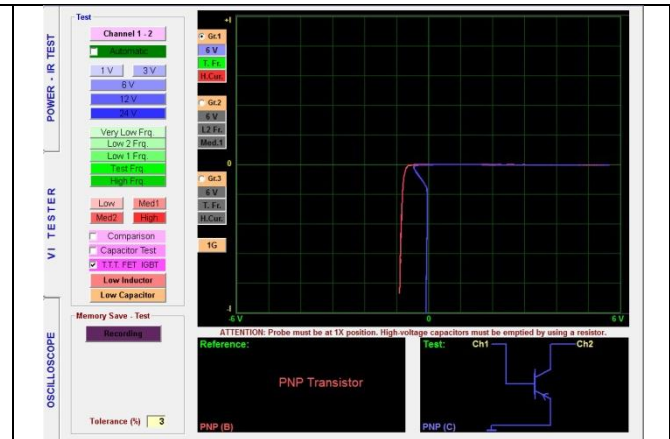 POWER - IR TEST
VI TESTER
OSCILLOSCOPE
Test
Channel 1 - 2
Automatic
1 V
3 V
6 V
12 V
24 V
Very Low Frq.
Low 2 Frq.
Low 1 Frq.
Test Frq.
High Frq.
Low
Med1
Med2
High
Comparison
Capacitor Test
T.T.T. FET IGBT
Low Inductor
Low Capacitor
Memory Save - Test
Recording
Tolerance (%) 3
Gr.1
6 V
T. Fr.
H.Cur.
Gr.2
6 V
L2 Fr.
Med.1
Gr.3
6 V
T. Fr.
H.Cur.
1G
+I
0
-I
-6 V
0
6 V
ATTENTION: Probe must be at 1X position. High-voltage capacitors must be emptied by using a resistor.
Reference:
PNP Transistor
PNP (B)
Test:
Ch1
Ch2
PNP (C)